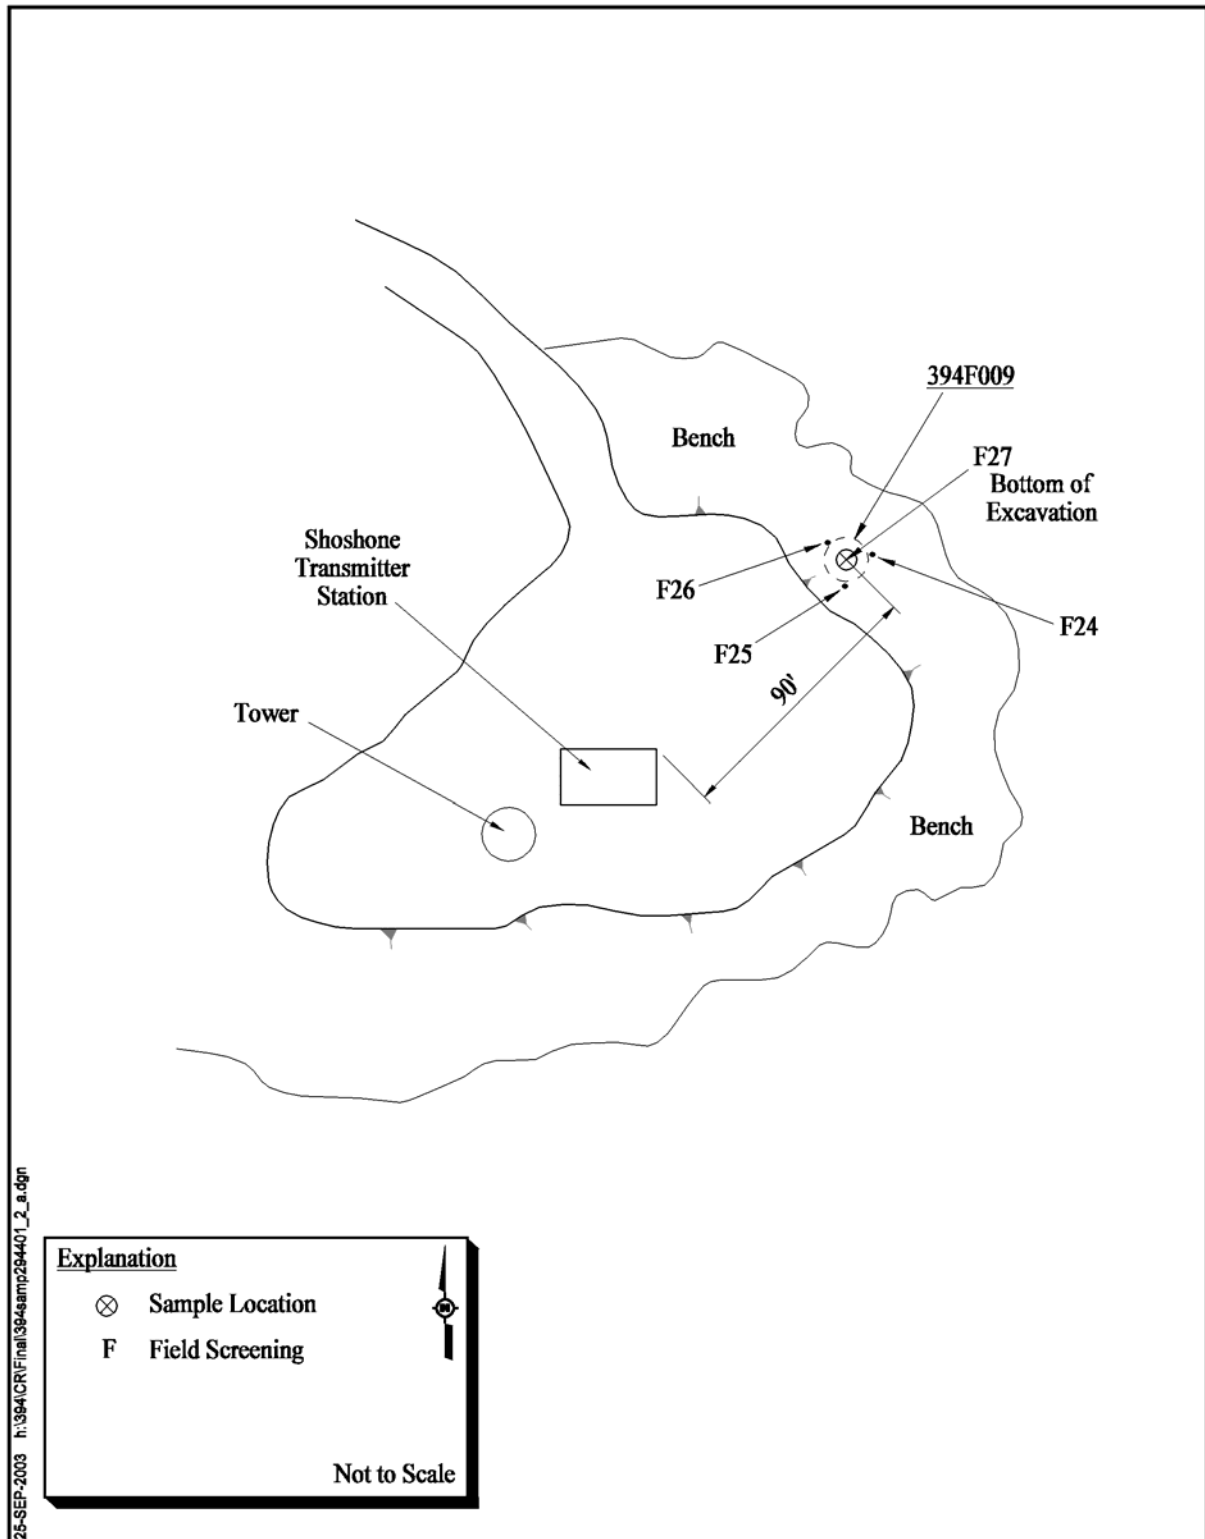 394F009
Bench
F27
Bottom of
Excavation
Shoshone
Transmitter
Station
F26
F24
F25
90'
Tower
Bench
Explanation
Sample Location
F Field Screening
N
Not to Scale
25-SEP-2003 h:\394\CR\Final\394samp294401_2_a.dgn